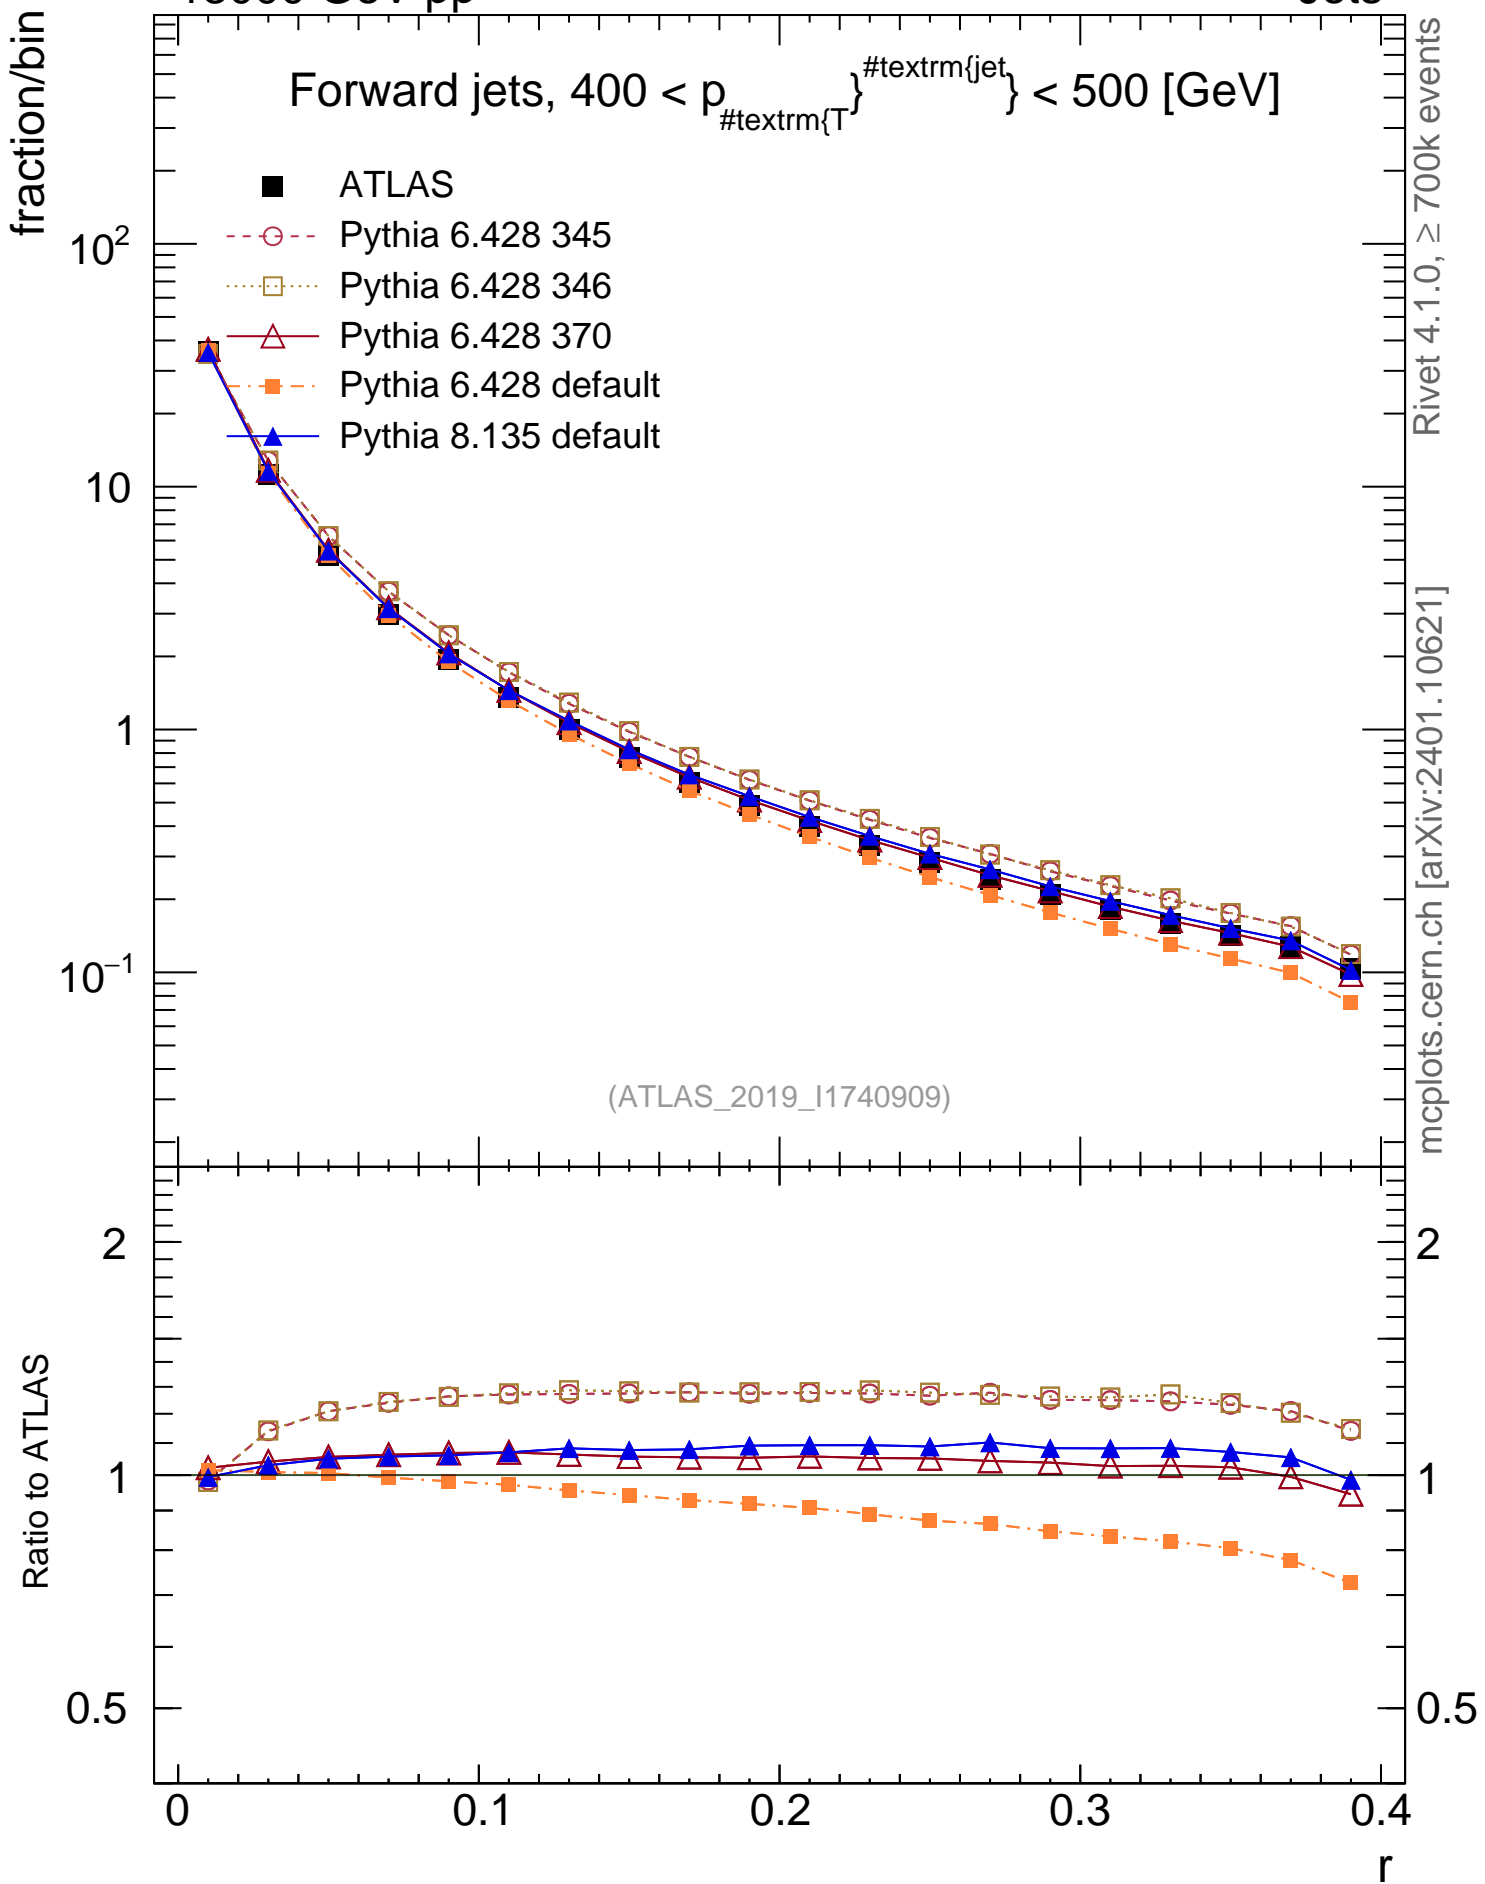 fraction/bin
Forward jets, 400 < p_{#textrm{T}}^{#textrm{jet}} < 500 [GeV]
ATLAS
Pythia 6.428 345
Pythia 6.428 346
Pythia 6.428 370
Pythia 6.428 default
Pythia 8.135 default
10²
10
1
10⁻¹
(ATLAS_2019_I1740909)
Rivet 4.1.0, ≥ 700k events
mcplots.cern.ch [arXiv:2401.10621]
Ratio to ATLAS
2
1
0.5
2
1
0.5
0 0.1 0.2 0.3 0.4
r